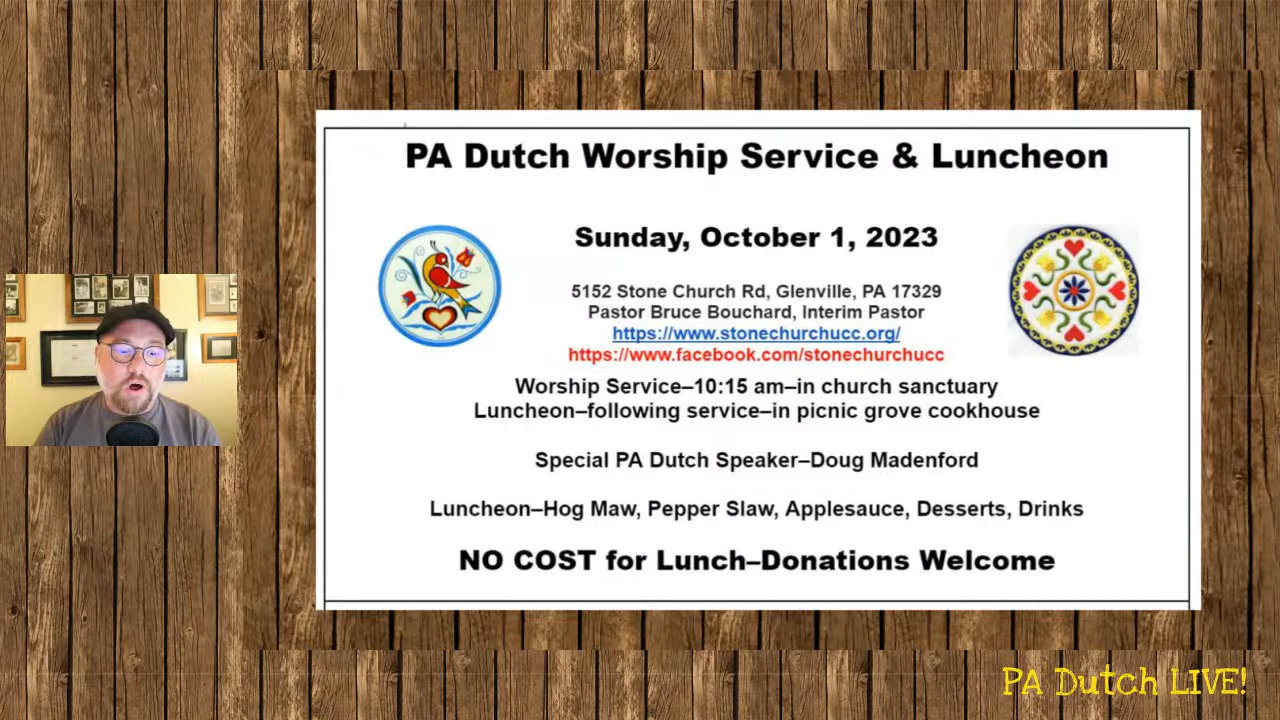 PA Dutch Worship Service & Luncheon
Sunday, October 1, 2023
5152 Stone Church Rd, Glenville, PA 17329
Pastor Bruce Bouchard, Interim Pastor
https://www.stonechurchucc.org/
https://www.facebook.com/stonechurchucc
Worship Service–10:15 am–in church sanctuary
Luncheon–following service–in picnic grove cookhouse
Special PA Dutch Speaker–Doug Madenford
Luncheon–Hog Maw, Pepper Slaw, Applesauce, Desserts, Drinks
NO COST for Lunch–Donations Welcome
PA Dutch LIVE!